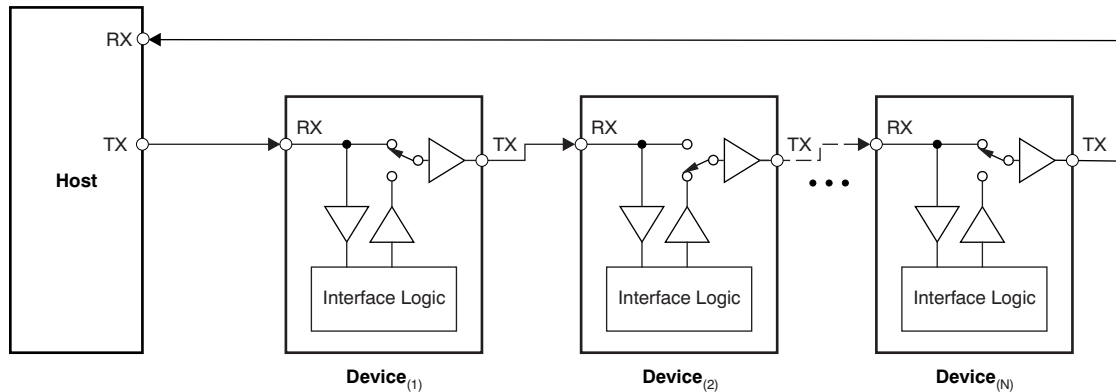 RX
TX
Host
RX
TX
Interface Logic
Device(1)
RX
TX
Interface Logic
Device(2)
RX
TX
Interface Logic
Device(N)